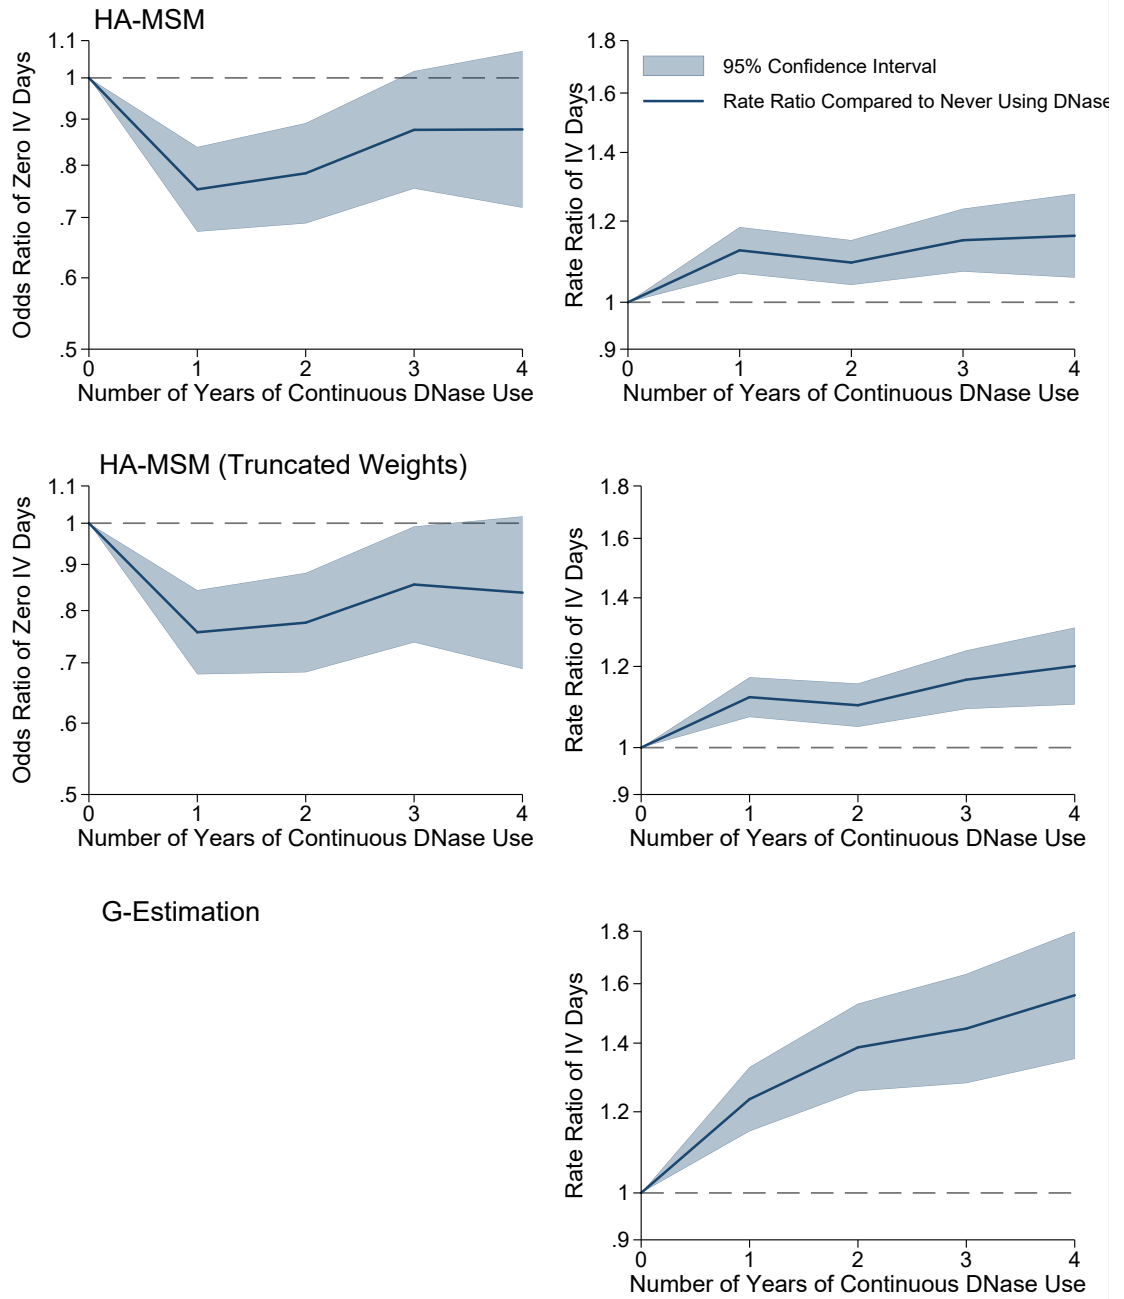 HA-MSM
Odds Ratio of Zero IV Days
1.1
1
.9
.8
.7
.6
.5
0 1 2 3 4
Number of Years of Continuous DNase Use
Rate Ratio of IV Days
1.8
1.6
1.4
1.2
1
.9
95% Confidence Interval
Rate Ratio Compared to Never Using DNase
0 1 2 3 4
Number of Years of Continuous DNase Use
HA-MSM (Truncated Weights)
Odds Ratio of Zero IV Days
1.1
1
.9
.8
.7
.6
.5
0 1 2 3 4
Number of Years of Continuous DNase Use
Rate Ratio of IV Days
1.8
1.6
1.4
1.2
1
.9
0 1 2 3 4
Number of Years of Continuous DNase Use
G-Estimation
Rate Ratio of IV Days
1.8
1.6
1.4
1.2
1
.9
0 1 2 3 4
Number of Years of Continuous DNase Use